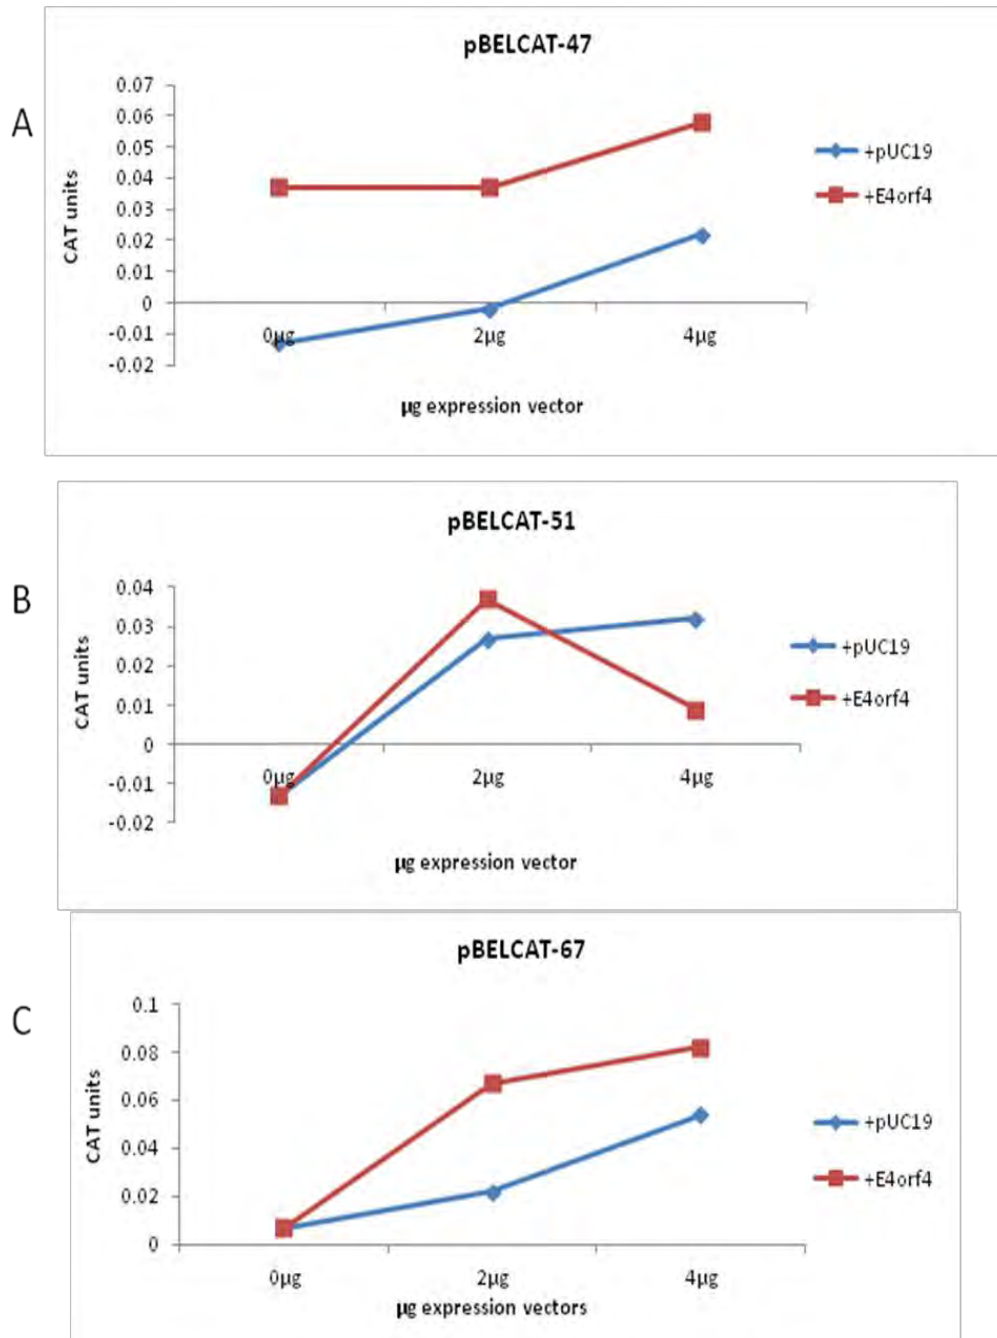 A
pBELCAT-47
CAT units
0.07
0.06
0.05
0.04
0.03
0.02
0.01
0
-0.01
-0.02
0µg 2µg 4µg
µg expression vector
+pUC19
+E4orf4
B
pBELCAT-51
CAT units
0.04
0.03
0.02
0.01
0
-0.01
-0.02
0µg 2µg 4µg
µg expression vector
+pUC19
+E4orf4
C
pBELCAT-67
CAT units
0.1
0.08
0.06
0.04
0.02
0
0µg 2µg 4µg
µg expression vectors
+pUC19
+E4orf4